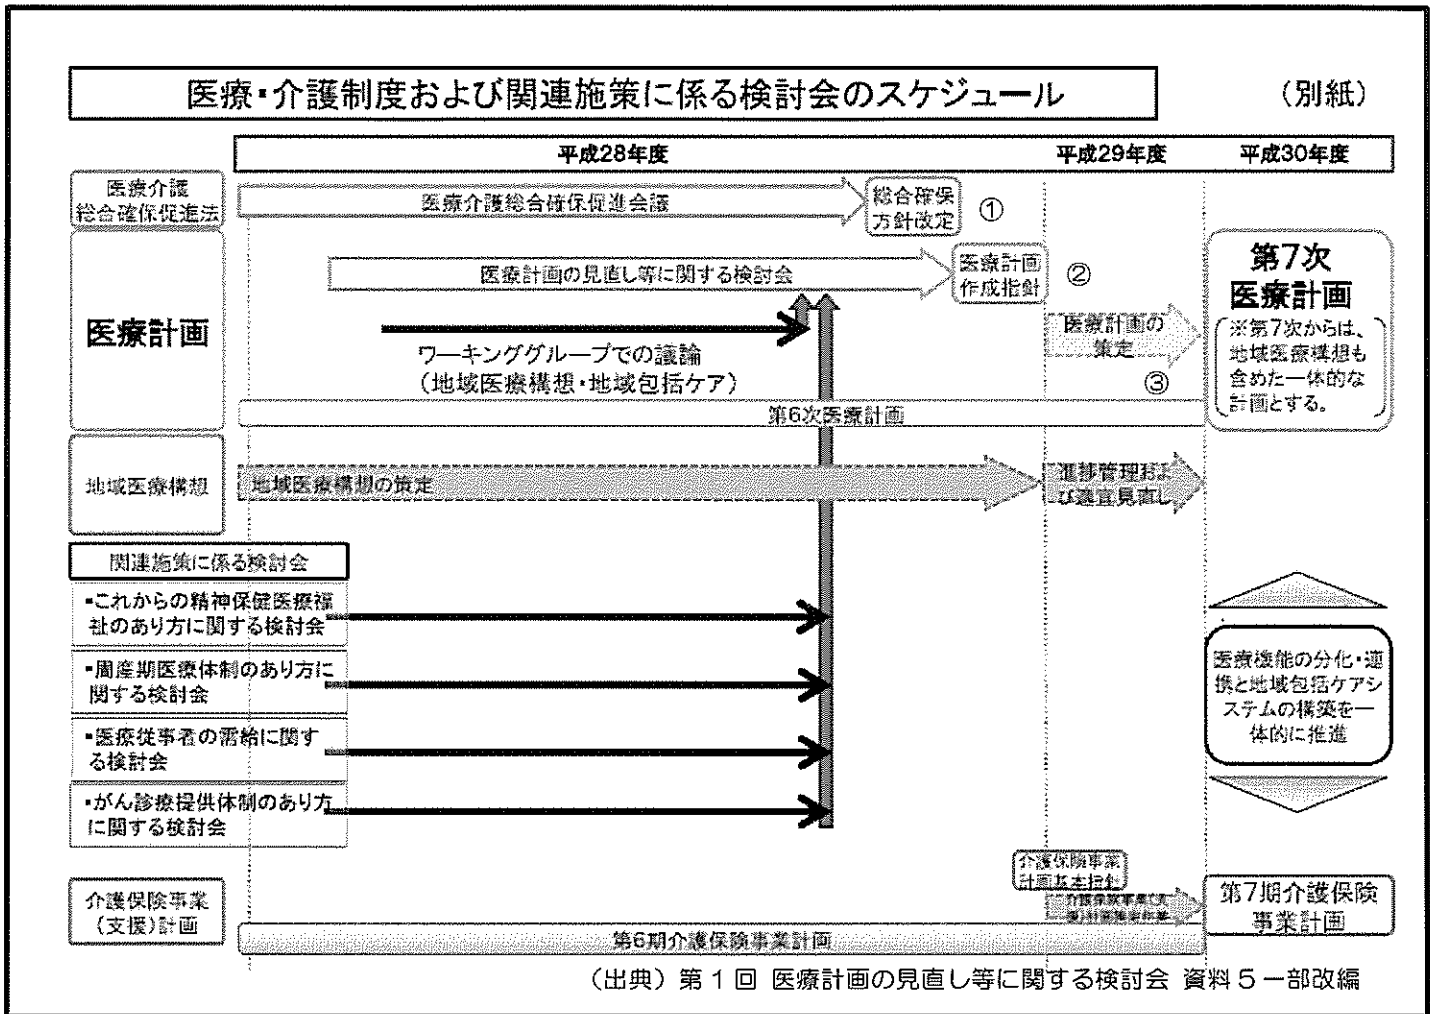 医療・介護制度および関連施策に係る検討会のスケジュール
（別紙）
平成28年度
平成29年度
平成30年度
医療介護
総合確保促進法
医療介護総合確保促進会議
総合確保
方針改定
①
医療計画
医療計画の見直し等に関する検討会
医療計画
作成指針
②
ワーキンググループでの議論
（地域医療構想・地域包括ケア）
医療計画の
策定
③
第6次医療計画
第7次
医療計画
※第7次からは、
地域医療構想も
含めた一体的な
計画とする。
地域医療構想
地域医療構想の策定
進捗管理およ
び適宜見直し
関連施策に係る検討会
・これからの精神保健医療福
祉のあり方に関する検討会
・周産期医療体制のあり方に
関する検討会
・医療従事者の需給に関す
る検討会
・がん診療提供体制のあり方
に関する検討会
医療機能の分化・連
携と地域包括ケアシ
ステムの構築を一
体的に推進
介護保険事業
（支援）計画
介護保険事業
計画基本指針
介護保険事業（支
第6期介護保険事業計画
第7期介護保険
事業計画
（出典）第１回 医療計画の見直し等に関する検討会 資料５一部改編